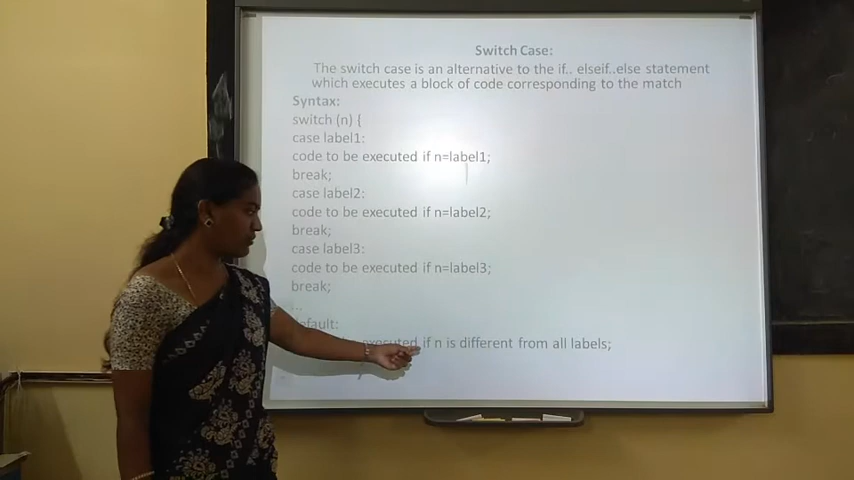 Switch Case:
The switch case is an alternative to the if.. elseif..else statement
which executes a block of code corresponding to the match
Syntax:
switch (n) {
case label1:
code to be executed if n=label1;
break;
case label2:
code to be executed if n=label2;
break;
case label3:
code to be executed if n=label3;
break;
...
default:
executed if n is different from all labels;